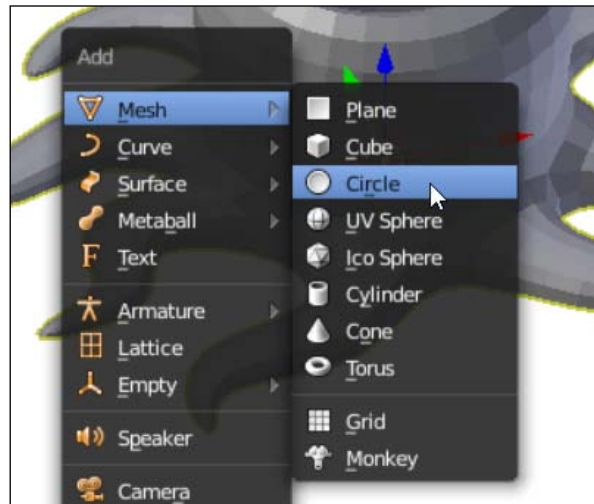 Add
Mesh
Curve
Surface
Metaball
Text
Armature
Lattice
Empty
Speaker
Camera
Plane
Cube
Circle
UV Sphere
Ico Sphere
Cylinder
Cone
Torus
Grid
Monkey